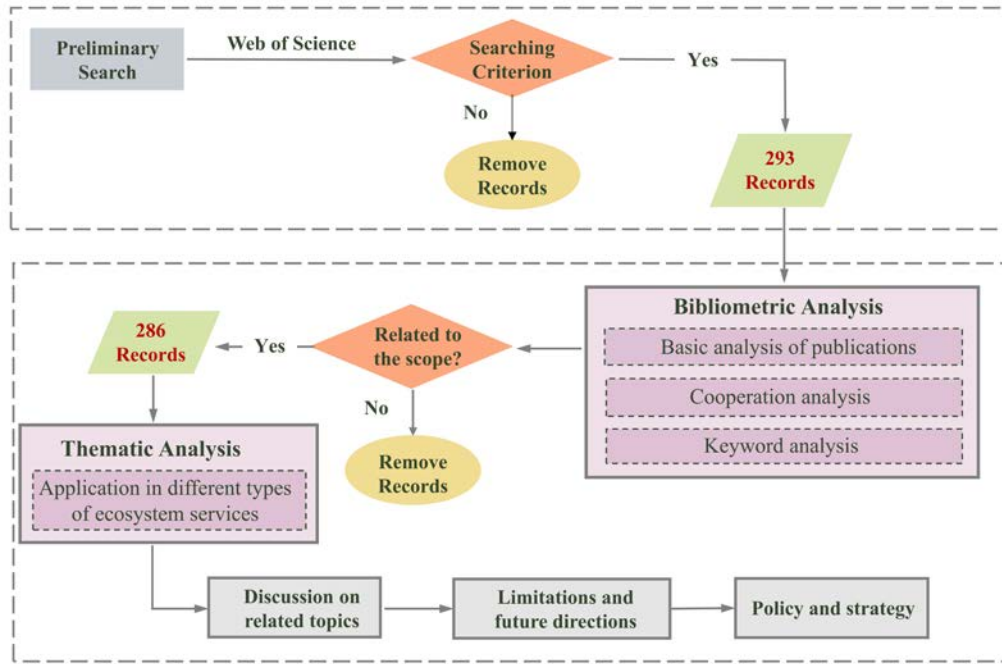 Preliminary
Search
Web of Science
Searching
Criterion
Yes
No
Remove
Records
293
Records
Bibliometric Analysis
Basic analysis of publications
Cooperation analysis
Keyword analysis
Related to
the scope?
Yes
No
Remove
Records
286
Records
Thematic Analysis
Application in different types
of ecosystem services
Discussion on
related topics
Limitations and
future directions
Policy and strategy